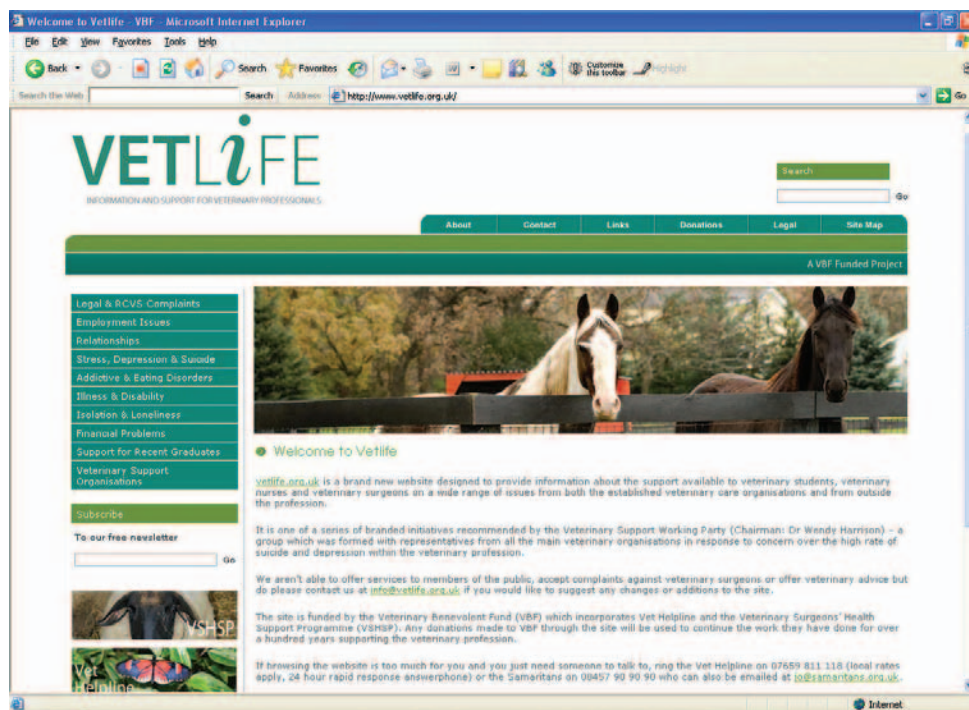 Welcome to Vetlife - VBF - Microsoft Internet Explorer
File Edit View Favorites Tools Help
Back Search Favorites Customize this toolbar Highlight
Search the Web Search Address http://www.vetlife.org.uk/ Go
VETLiFE
INFORMATION AND SUPPORT FOR VETERINARY PROFESSIONALS
Search
Go
About Contact Links Donations Legal Site Map
A VBF Funded Project
Legal & RCVS Complaints
Employment Issues
Relationships
Stress, Depression & Suicide
Addictive & Eating Disorders
Illness & Disability
Isolation & Loneliness
Financial Problems
Support for Recent Graduates
Veterinary Support
Organisations
Subscribe
To our free newsletter
Go
VSHSP
Vet
Helpline
Welcome to Vetlife
vetlife.org.uk is a brand new website designed to provide information about the support available to veterinary students, veterinary
nurses and veterinary surgeons on a wide range of issues from both the established veterinary care organisations and from outside
the profession.
It is one of a series of branded initiatives recommended by the Veterinary Support Working Party (Chairman: Dr Wendy Harrison) - a
group which was formed with representatives from all the main veterinary organisations in response to concern over the high rate of
suicide and depression within the veterinary profession.
We aren't able to offer services to members of the public, accept complaints against veterinary surgeons or offer veterinary advice but
do please contact us at info@vetlife.org.uk if you would like to suggest any changes or additions to the site.
The site is funded by the Veterinary Benevolent Fund (VBF) which incorporates Vet Helpline and the Veterinary Surgeons' Health
Support Programme (VSHSP). Any donations made to VBF through the site will be used to continue the work they have done for over
a hundred years supporting the veterinary profession.
If browsing the website is too much for you and you just need someone to talk to, ring the Vet Helpline on 07659 811 118 (local rates
apply, 24 hour rapid response answerphone) or the Samaritans on 08457 90 90 90 who can also be emailed at jo@samaritans.org.uk.
Internet